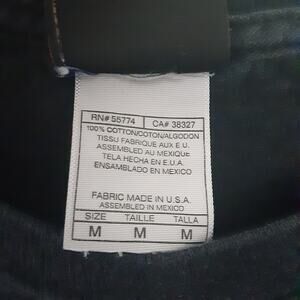 RN# 55774 CA# 38327
100% COTTON/COTON/ALGODON
TISSU FABRIQUE AUX E.U.
ASSEMBLED AU MEXIQUE
TELA HECHA EN E.U.A.
ENSAMBLADO EN MEXICO
FABRIC MADE IN U.S.A.
ASSEMBLED IN MEXICO
SIZE TAILLE TALLA
M M M